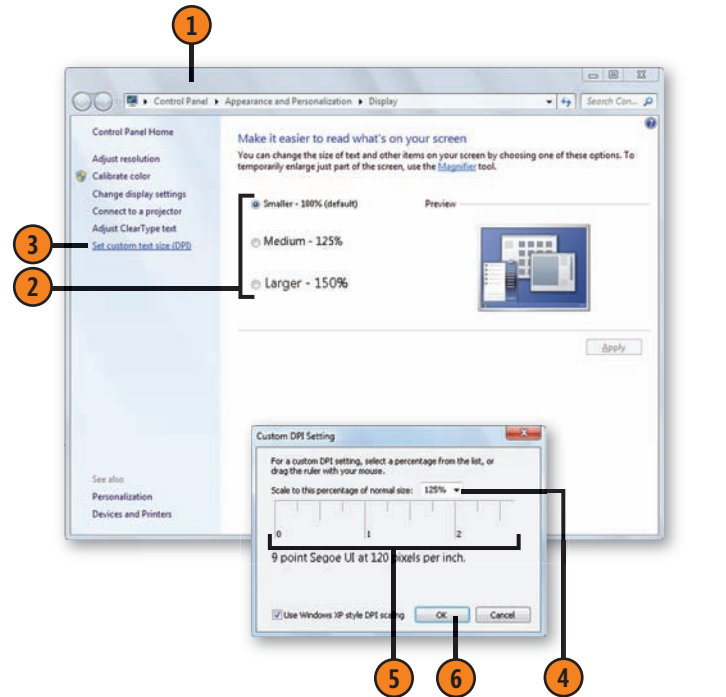 1
Control Panel ▸ Appearance and Personalization ▸ Display
Search Con...
Control Panel Home
Adjust resolution
Calibrate color
Change display settings
Connect to a projector
Adjust ClearType text
Set custom text size (DPI)
3
2
Make it easier to read what's on your screen
You can change the size of text and other items on your screen by choosing one of these options. To
temporarily enlarge just part of the screen, use the Magnifier tool.
Smaller - 100% (default)
Preview
Medium - 125%
Larger - 150%
Apply
See also
Personalization
Devices and Printers
Custom DPI Setting
For a custom DPI setting, select a percentage from the list, or
drag the ruler with your mouse.
Scale to this percentage of normal size: 125%
0 1 2
9 point Segoe UI at 120 pixels per inch.
Use Windows XP style DPI scaling
OK
Cancel
5
6
4